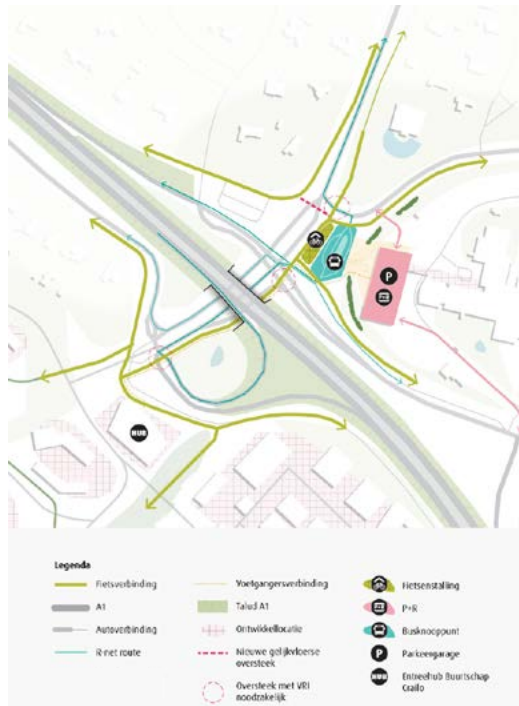 P
P+R
HUB
Legenda
Fietsverbinding
A1
Autoverbinding
R-net route
Voetgangersverbinding
Talud A1
Ontwikkellocatie
Nieuwe gelijkvloerse
oversteek
Oversteek met VRI
noodzakelijk
Fietsenstalling
P+R
Busknooppunt
P
Parkeergarage
HUB
Entreehub Buurtschap
Crailo